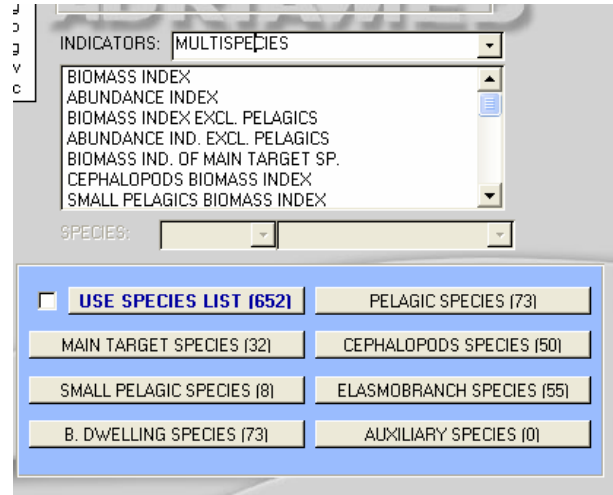 ADRIAMED
g
o
g
v
c
INDICATORS: MULTISPECIES
BIOMASS INDEX
ABUNDANCE INDEX
BIOMASS INDEX EXCL. PELAGICS
ABUNDANCE IND. EXCL. PELAGICS
BIOMASS IND. OF MAIN TARGET SP.
CEPHALOPODS BIOMASS INDEX
SMALL PELAGICS BIOMASS INDEX
SPECIES:
USE SPECIES LIST (652) PELAGIC SPECIES (73)
MAIN TARGET SPECIES (32) CEPHALOPODS SPECIES (50)
SMALL PELAGIC SPECIES (8) ELASMOBRANCH SPECIES (55)
B. DWELLING SPECIES (73) AUXILIARY SPECIES (0)